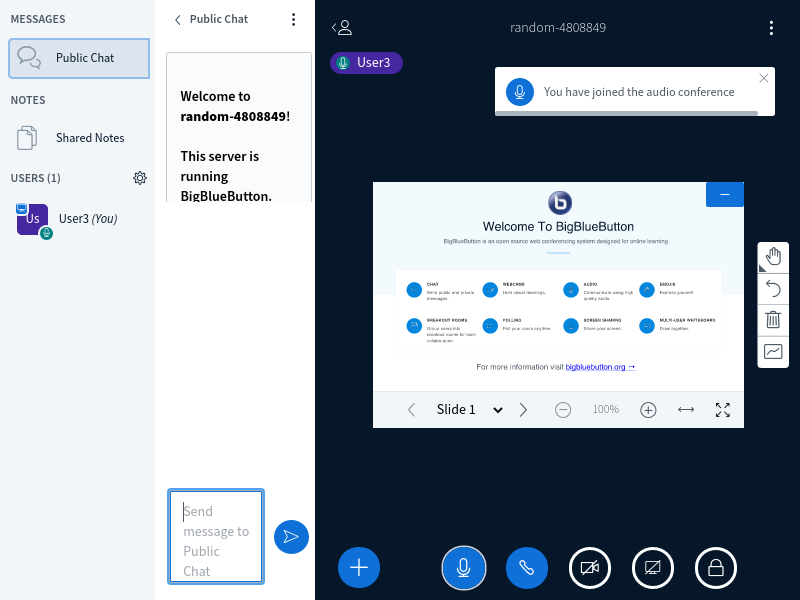 MESSAGES
Public Chat
NOTES
Shared Notes
USERS (1)
Us
User3 (You)
Public Chat
Welcome to
random-4808849!
This server is
running
BigBlueButton.
Send
message to
Public
Chat
random-4808849
User3
You have joined the audio conference
b
Welcome To BigBlueButton
BigBlueButton is an open source web conferencing system designed for online learning
CHAT
Send public and private
messages.
WEBCAMS
Hold visual meetings.
AUDIO
Communicate using high
quality audio.
EMOJIS
Express yourself.
BREAKOUT ROOMS
Group users into
breakout rooms for team
collaboration.
POLLING
Poll your users anytime.
SCREEN SHARING
Share your screen.
MULTI-USER WHITEBOARD
Draw together.
For more information visit bigbluebutton.org →
Slide 1
100%